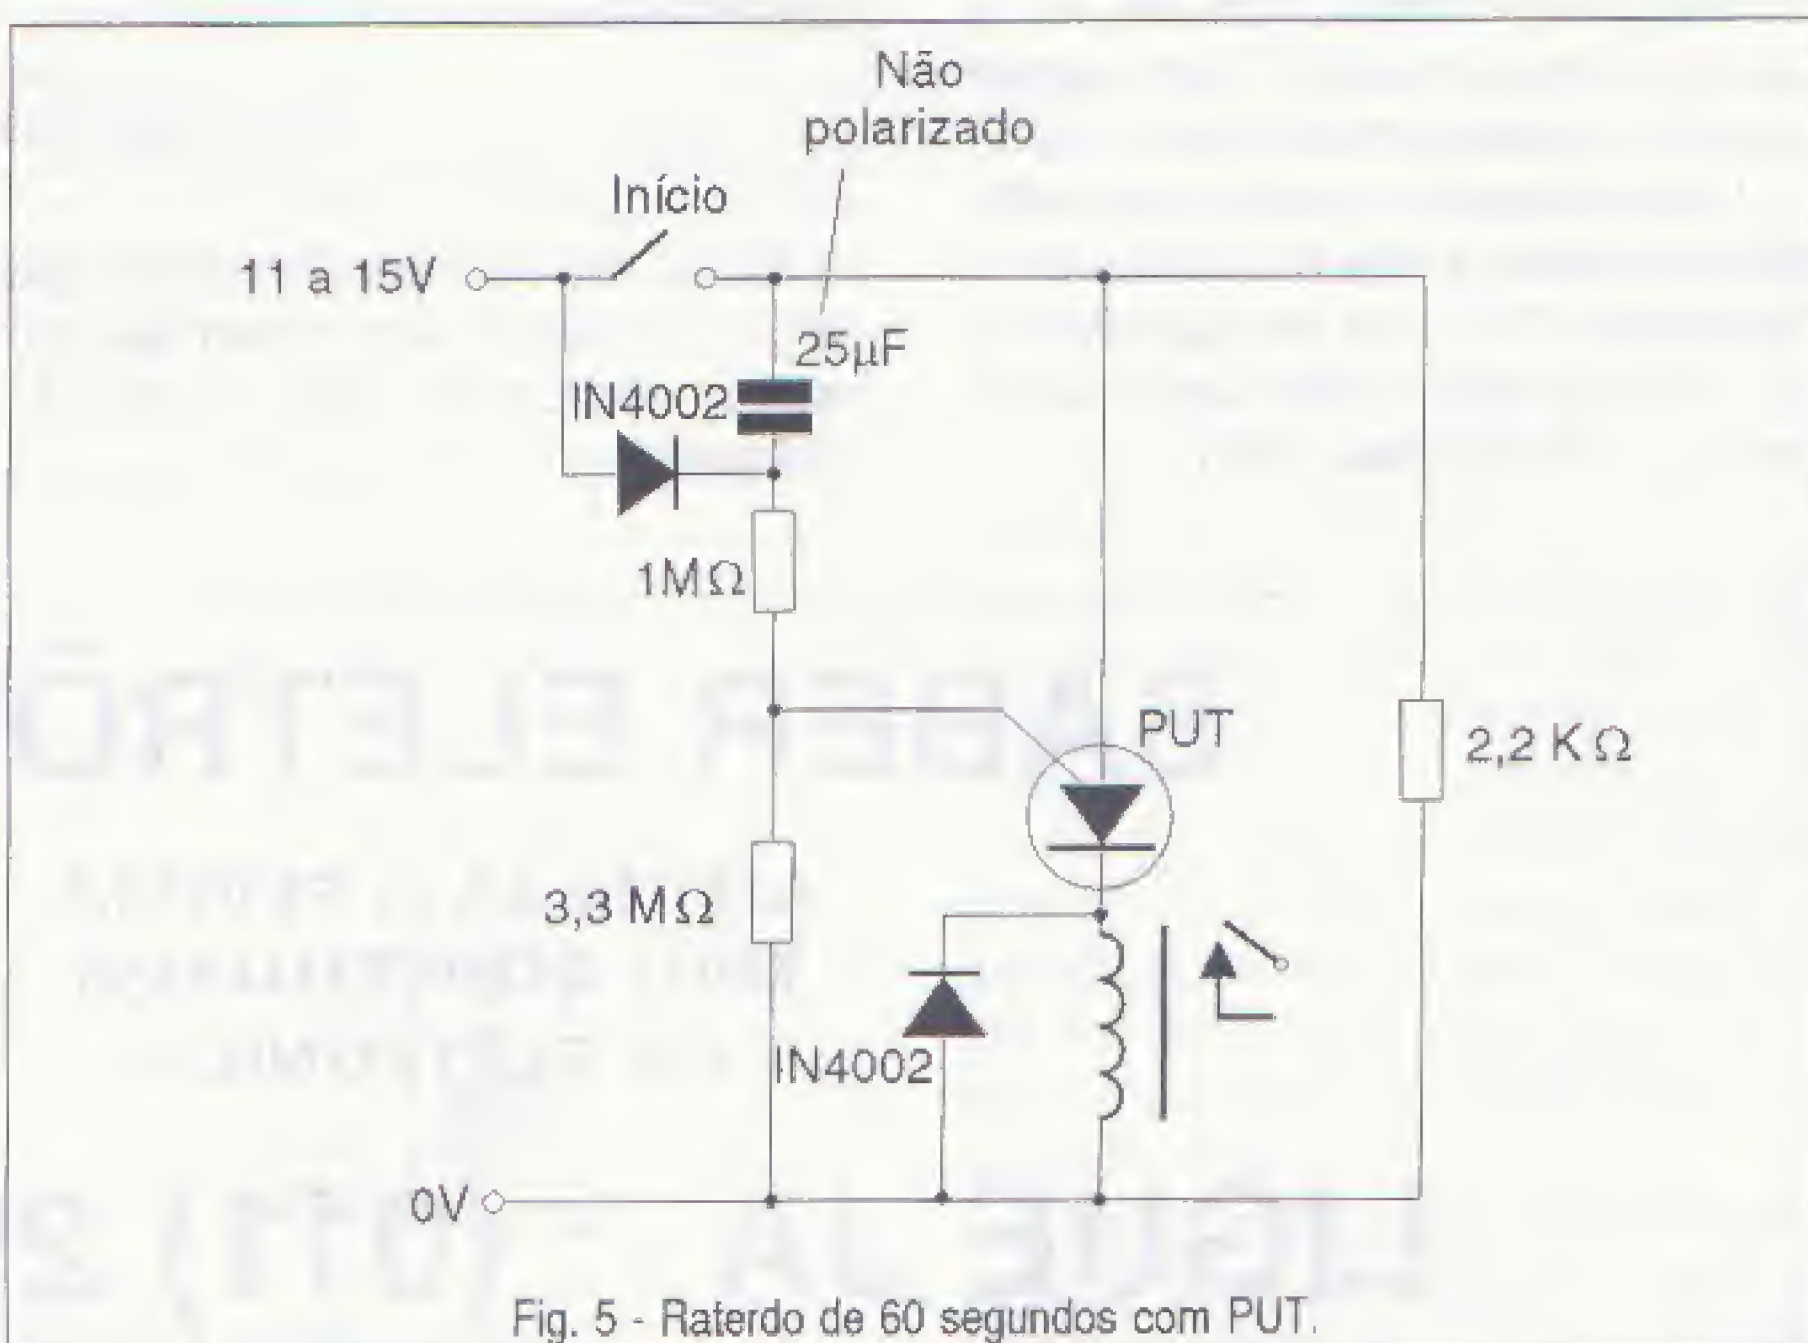 Não
polarizado
Início
11 a 15V
25µF
IN4002
1MΩ
PUT
2,2 KΩ
3,3 MΩ
IN4002
0V
Fig. 5 - Raterdo de 60 segundos com PUT.